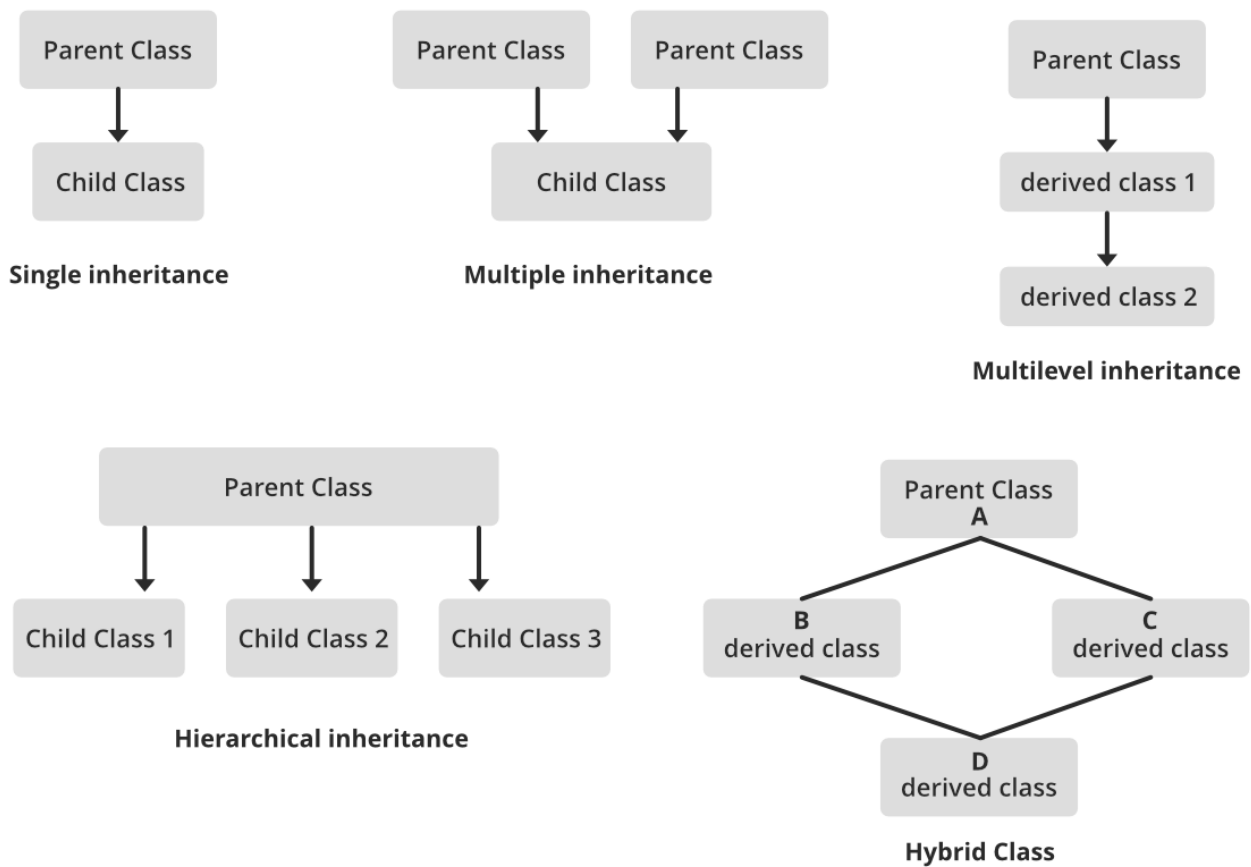 Parent Class
Child Class
Single inheritance
Parent Class
Parent Class
Child Class
Multiple inheritance
Parent Class
derived class 1
derived class 2
Multilevel inheritance
Parent Class
Child Class 1
Child Class 2
Child Class 3
Hierarchical inheritance
Parent Class
A
B
derived class
C
derived class
D
derived class
Hybrid Class